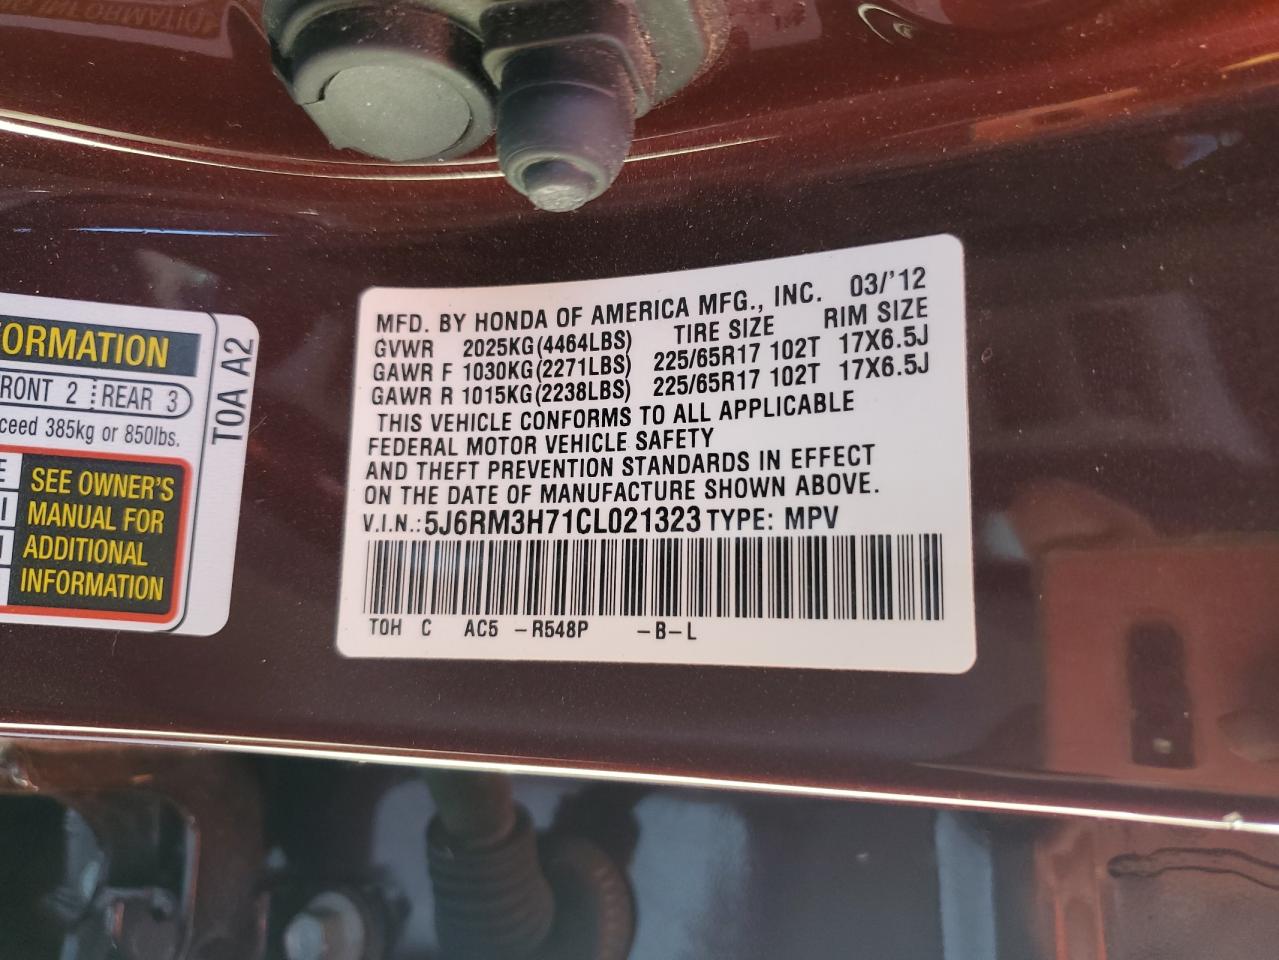 ORMATION
FRONT 2 REAR 3
ceed 385kg or 850lbs.
SEE OWNER'S
MANUAL FOR
ADDITIONAL
INFORMATION
T0A A2
MFD. BY HONDA OF AMERICA MFG., INC. 03/'12
GVWR 2025KG(4464LBS) TIRE SIZE RIM SIZE
GAWR F 1030KG(2271LBS) 225/65R17 102T 17X6.5J
GAWR R 1015KG(2238LBS) 225/65R17 102T 17X6.5J
THIS VEHICLE CONFORMS TO ALL APPLICABLE
FEDERAL MOTOR VEHICLE SAFETY
AND THEFT PREVENTION STANDARDS IN EFFECT
ON THE DATE OF MANUFACTURE SHOWN ABOVE.
V.I.N.: 5J6RM3H71CL021323 TYPE: MPV
T0H C AC5 -R548P -B-L